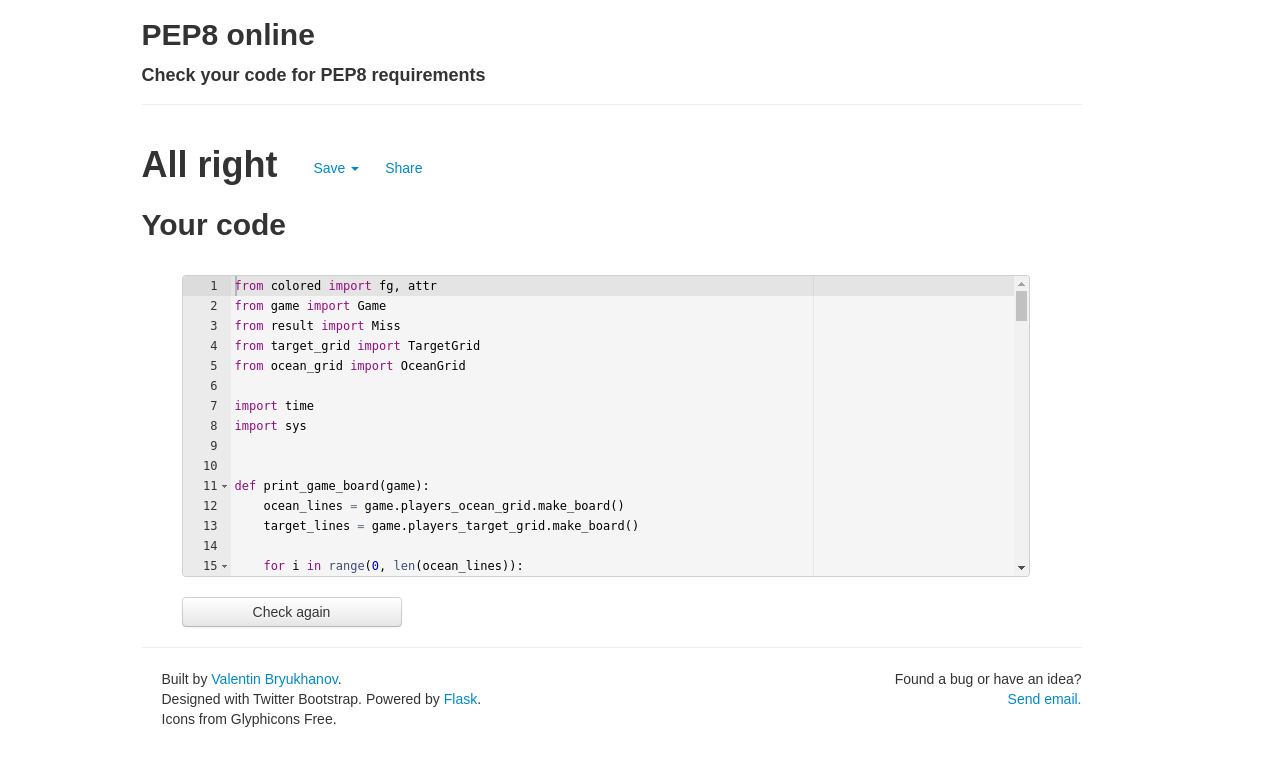 PEP8 online
Check your code for PEP8 requirements
All right Save Share
Your code
1 from colored import fg, attr
2 from game import Game
3 from result import Miss
4 from target_grid import TargetGrid
5 from ocean_grid import OceanGrid
6
7 import time
8 import sys
9
10
11 def print_game_board(game):
12     ocean_lines = game.players_ocean_grid.make_board()
13     target_lines = game.players_target_grid.make_board()
14
15     for i in range(0, len(ocean_lines)):
Check again
Built by Valentin Bryukhanov.
Designed with Twitter Bootstrap. Powered by Flask.
Icons from Glyphicons Free.
Found a bug or have an idea?
Send email.